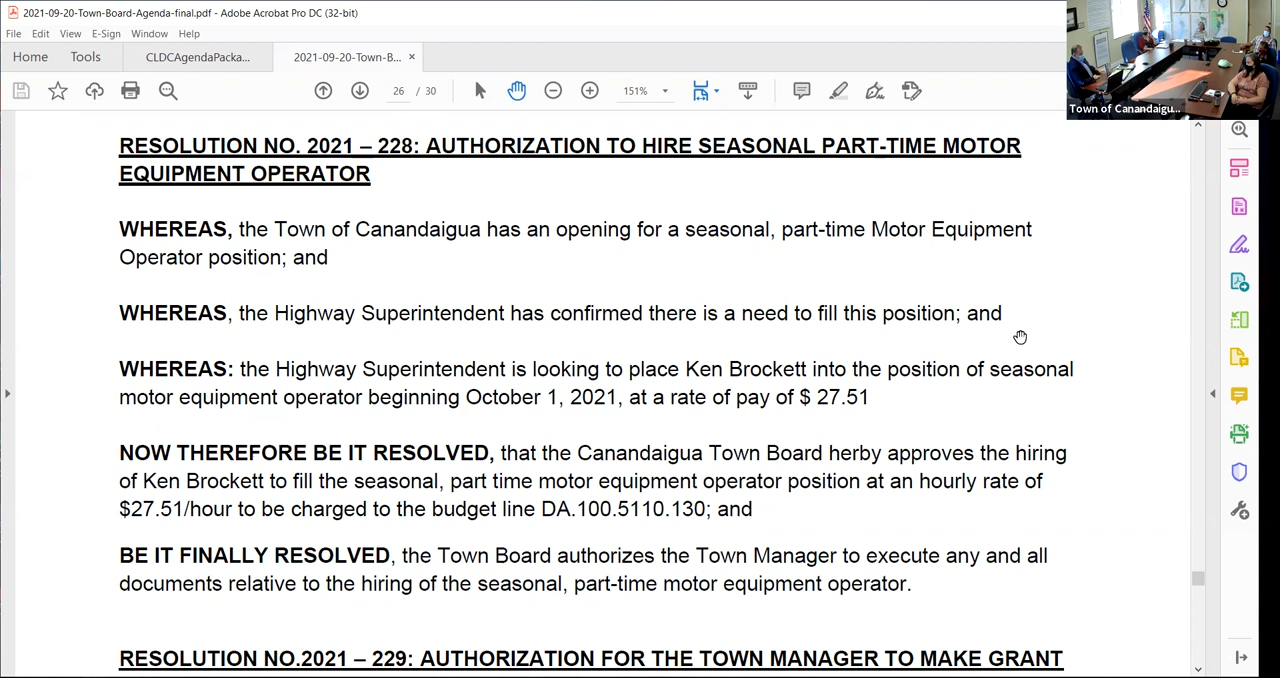 2021-09-20-Town-Board-Agenda-final.pdf - Adobe Acrobat Pro DC (32-bit)
File Edit View E-Sign Window Help
Home Tools CLDCAgendaPacka... 2021-09-20-Town-B... ×
26 / 30 151%
Town of Canandaigu...
RESOLUTION NO. 2021 – 228: AUTHORIZATION TO HIRE SEASONAL PART-TIME MOTOR
EQUIPMENT OPERATOR
WHEREAS, the Town of Canandaigua has an opening for a seasonal, part-time Motor Equipment
Operator position; and
WHEREAS, the Highway Superintendent has confirmed there is a need to fill this position; and
WHEREAS: the Highway Superintendent is looking to place Ken Brockett into the position of seasonal
motor equipment operator beginning October 1, 2021, at a rate of pay of $ 27.51
NOW THEREFORE BE IT RESOLVED, that the Canandaigua Town Board herby approves the hiring
of Ken Brockett to fill the seasonal, part time motor equipment operator position at an hourly rate of
$27.51/hour to be charged to the budget line DA.100.5110.130; and
BE IT FINALLY RESOLVED, the Town Board authorizes the Town Manager to execute any and all
documents relative to the hiring of the seasonal, part-time motor equipment operator.
RESOLUTION NO.2021 – 229: AUTHORIZATION FOR THE TOWN MANAGER TO MAKE GRANT